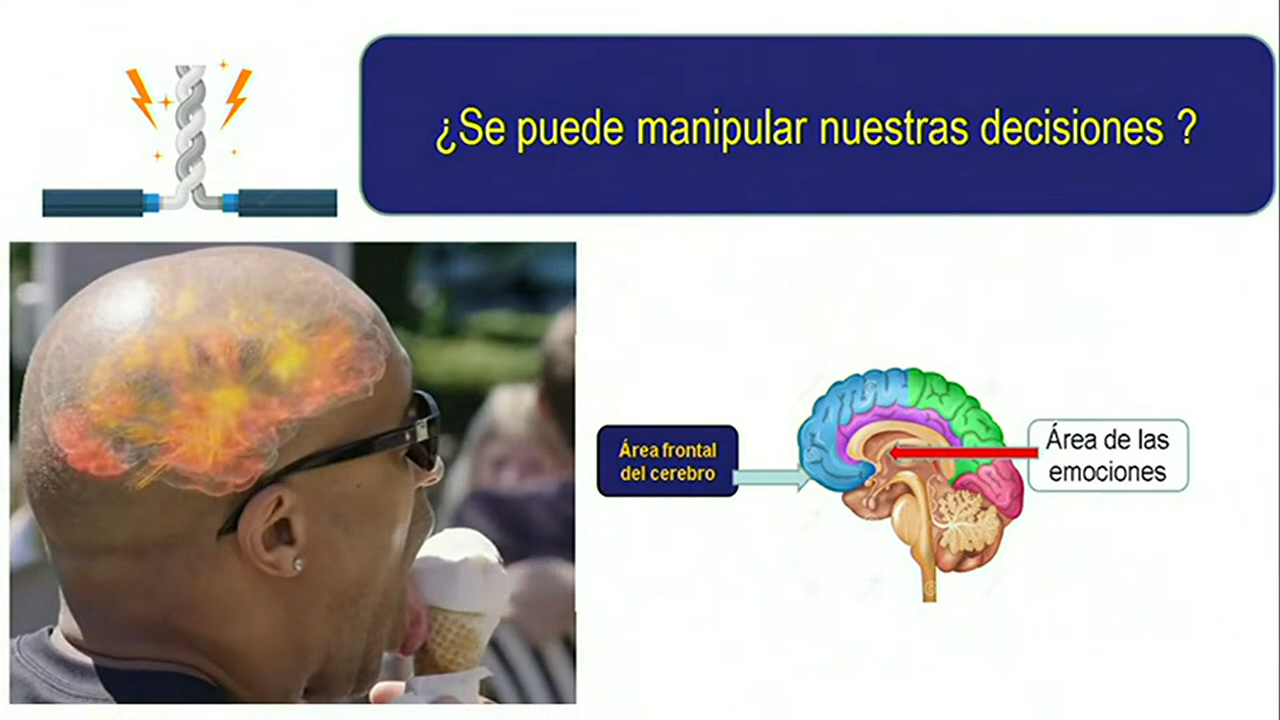 ¿Se puede manipular nuestras decisiones ?
Área frontal
del cerebro
Área de las
emociones